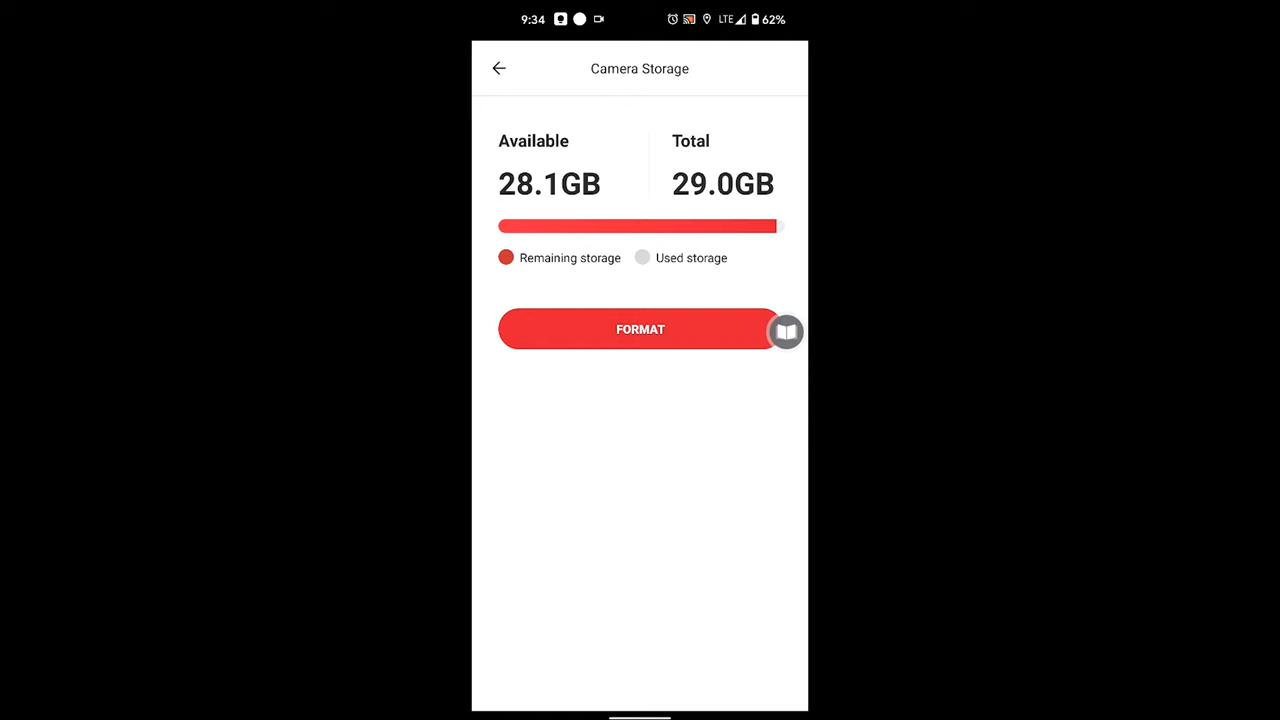 9:34 LTE 62%
Camera Storage
Available Total
28.1GB 29.0GB
Remaining storage Used storage
FORMAT